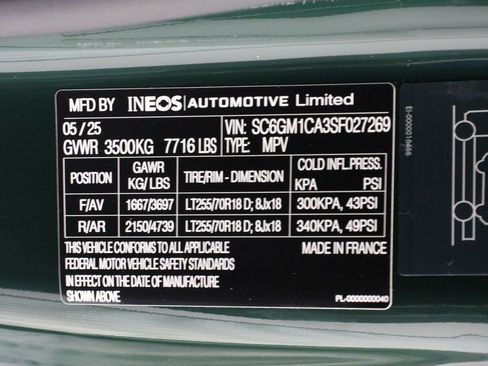 MFD BY INEOS AUTOMOTIVE Limited
05 / 25 VIN: SC6GM1CA3SF027269
GVWR 3500KG 7716 LBS TYPE: MPV
POSITION GAWR KG/ LBS TIRE/RIM - DIMENSION COLD INFL.PRESS. KPA PSI
F/AV 1667/3697 LT255/70R18 D; 8Jx18 300KPA, 43PSI
R/AR 2150/4739 LT255/70R18 D; 8Jx18 340KPA, 49PSI
THIS VEHICLE CONFORMS TO ALL APPLICABLE MADE IN FRANCE
FEDERAL MOTOR VEHICLE SAFETY STANDARDS
IN EFFECT ON THE DATE OF MANUFACTURE
SHOWN ABOVE PL-0000000040
EI-0000016486